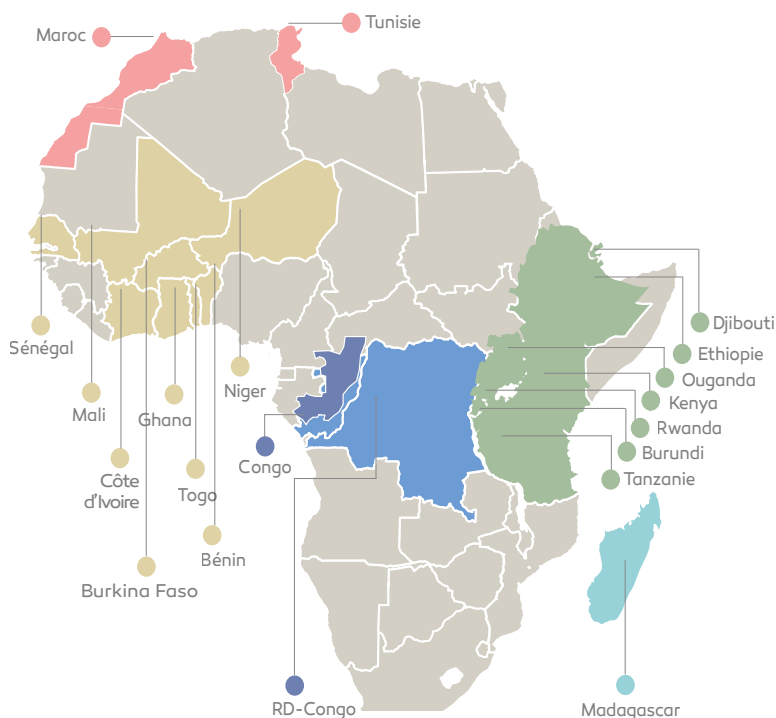 Tunisie
Maroc
Djibouti
Sénégal
Ethiopie
Niger
Ouganda
Mali
Ghana
Kenya
Rwanda
Congo
Burundi
Côte
d'Ivoire
Togo
Tanzanie
Bénin
Burkina Faso
RD-Congo
Madagascar